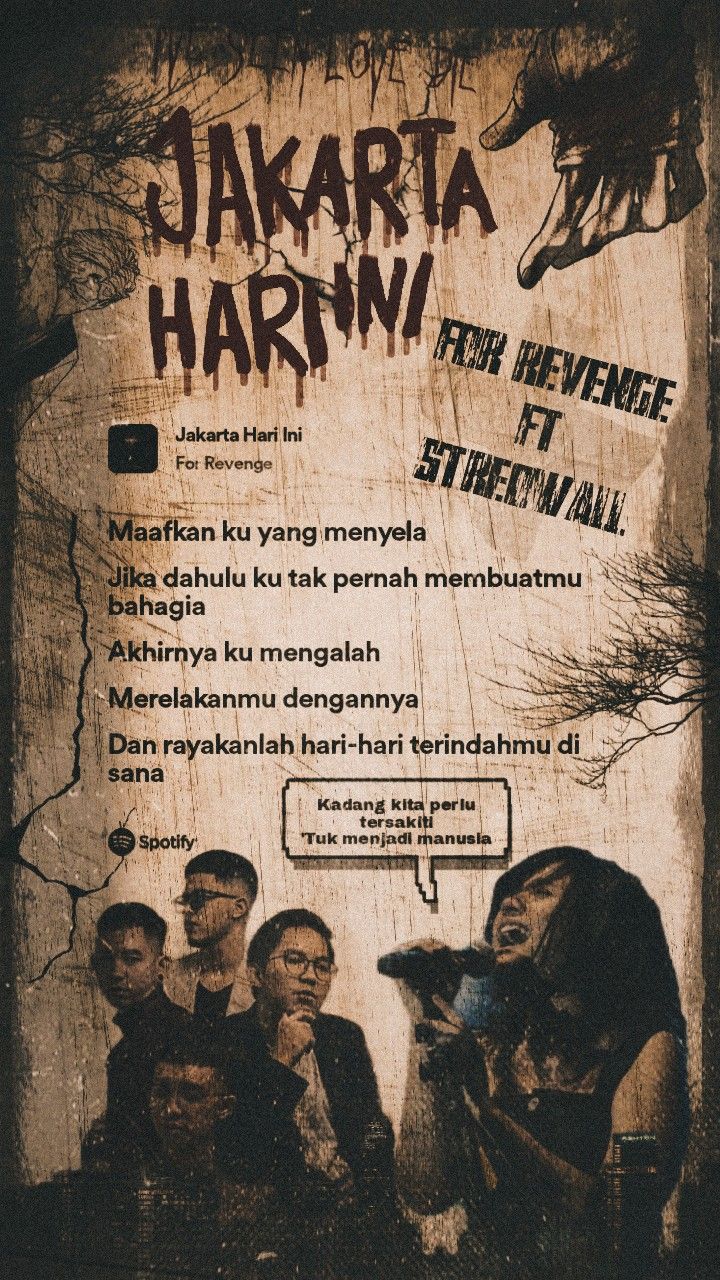 JAKARTA
HARI INI
FOR REVENGE
FT
STREOWALL
Jakarta Hari Ini
For Revenge
Maafkan ku yang menyela
Jika dahulu ku tak pernah membuatmu
bahagia
Akhirnya ku mengalah
Merelakanmu dengannya
Dan rayakanlah hari-hari terindahmu di
sana
Kadang kita perlu
tersakiti
'Tuk menjadi manusia
Spotify